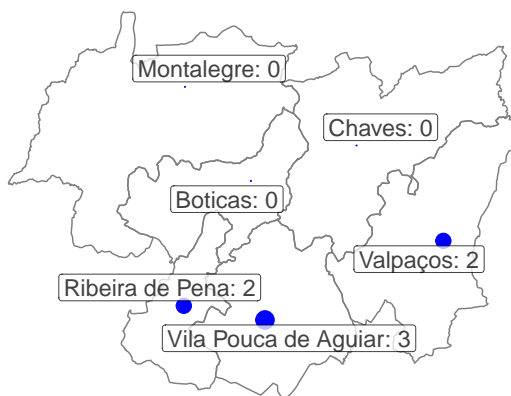 Montalegre: 0
Chaves: 0
Boticas: 0
Valpaços: 2
Ribeira de Pena: 2
Vila Pouca de Aguiar: 3